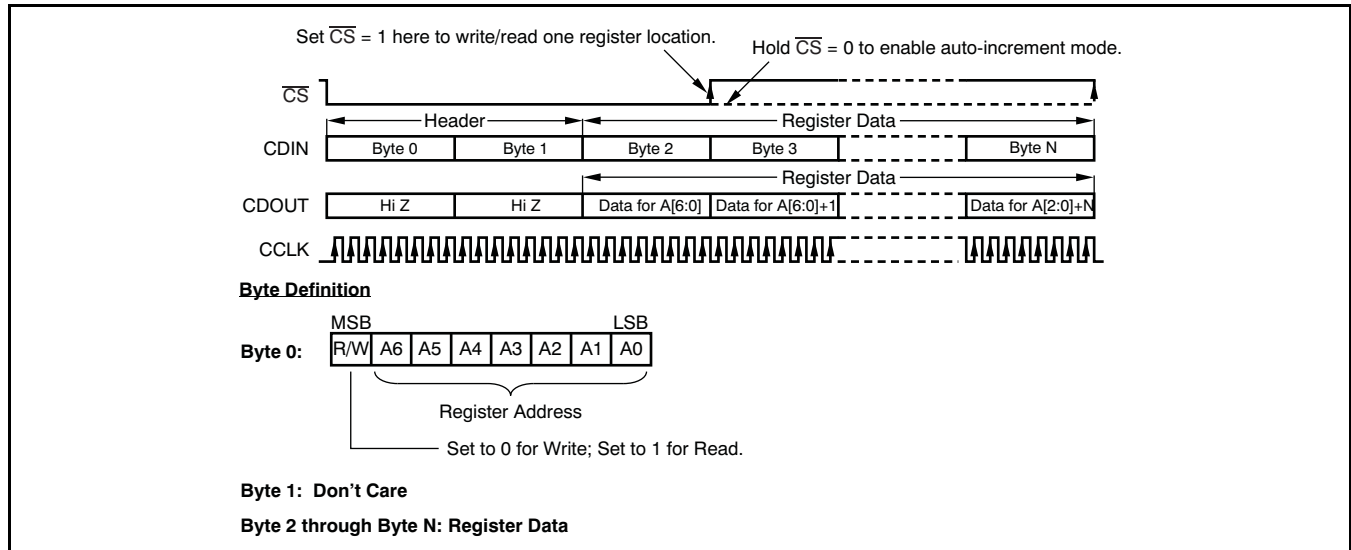 Set CS = 1 here to write/read one register location.
Hold CS = 0 to enable auto-increment mode.
CS
Header
Register Data
CDIN
Byte 0
Byte 1
Byte 2
Byte 3
Byte N
Register Data
CDOUT
Hi Z
Hi Z
Data for A[6:0]
Data for A[6:0]+1
Data for A[2:0]+N
CCLK
Byte Definition
MSB
LSB
Byte 0:
R/W
A6
A5
A4
A3
A2
A1
A0
Register Address
Set to 0 for Write; Set to 1 for Read.
Byte 1: Don't Care
Byte 2 through Byte N: Register Data